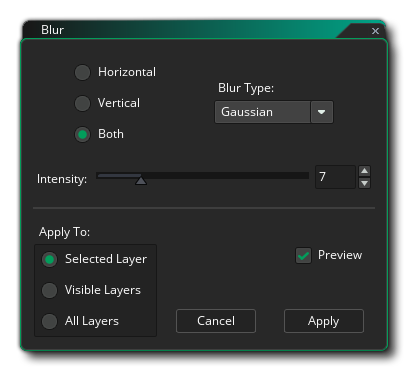 Blur
Horizontal
Vertical
Both
Blur Type:
Gaussian
Intensity:
7
Apply To:
Selected Layer
Visible Layers
All Layers
Preview
Cancel
Apply